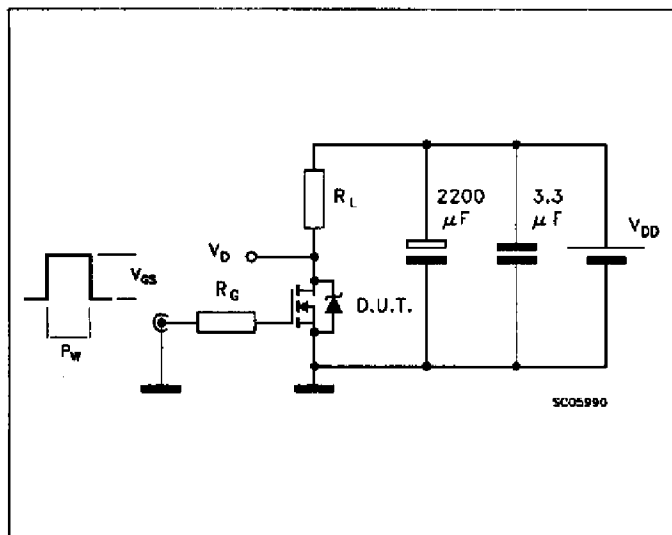 2200
μF
3.3
μF
R_L
V_DD
V_D
V_GS
R_G
D.U.T.
P_W
SC05990